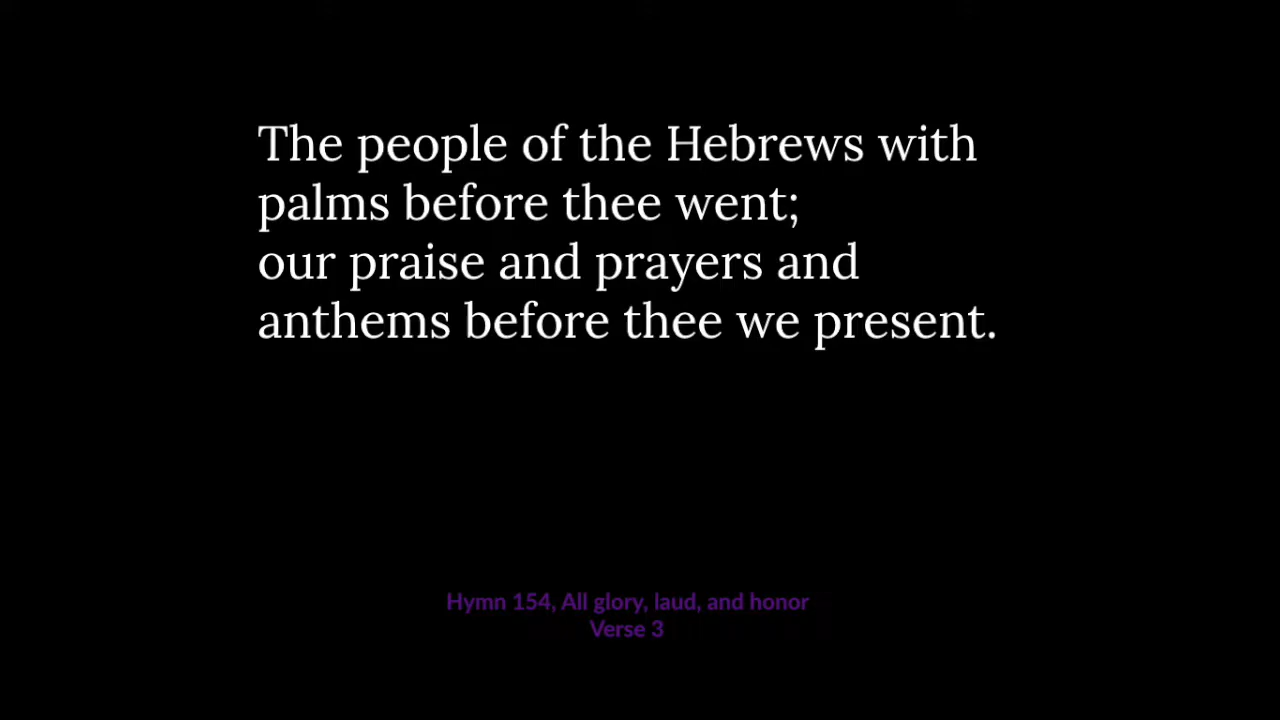 The people of the Hebrews with
palms before thee went;
our praise and prayers and
anthems before thee we present.
Hymn 154, All glory, laud, and honor
Verse 3